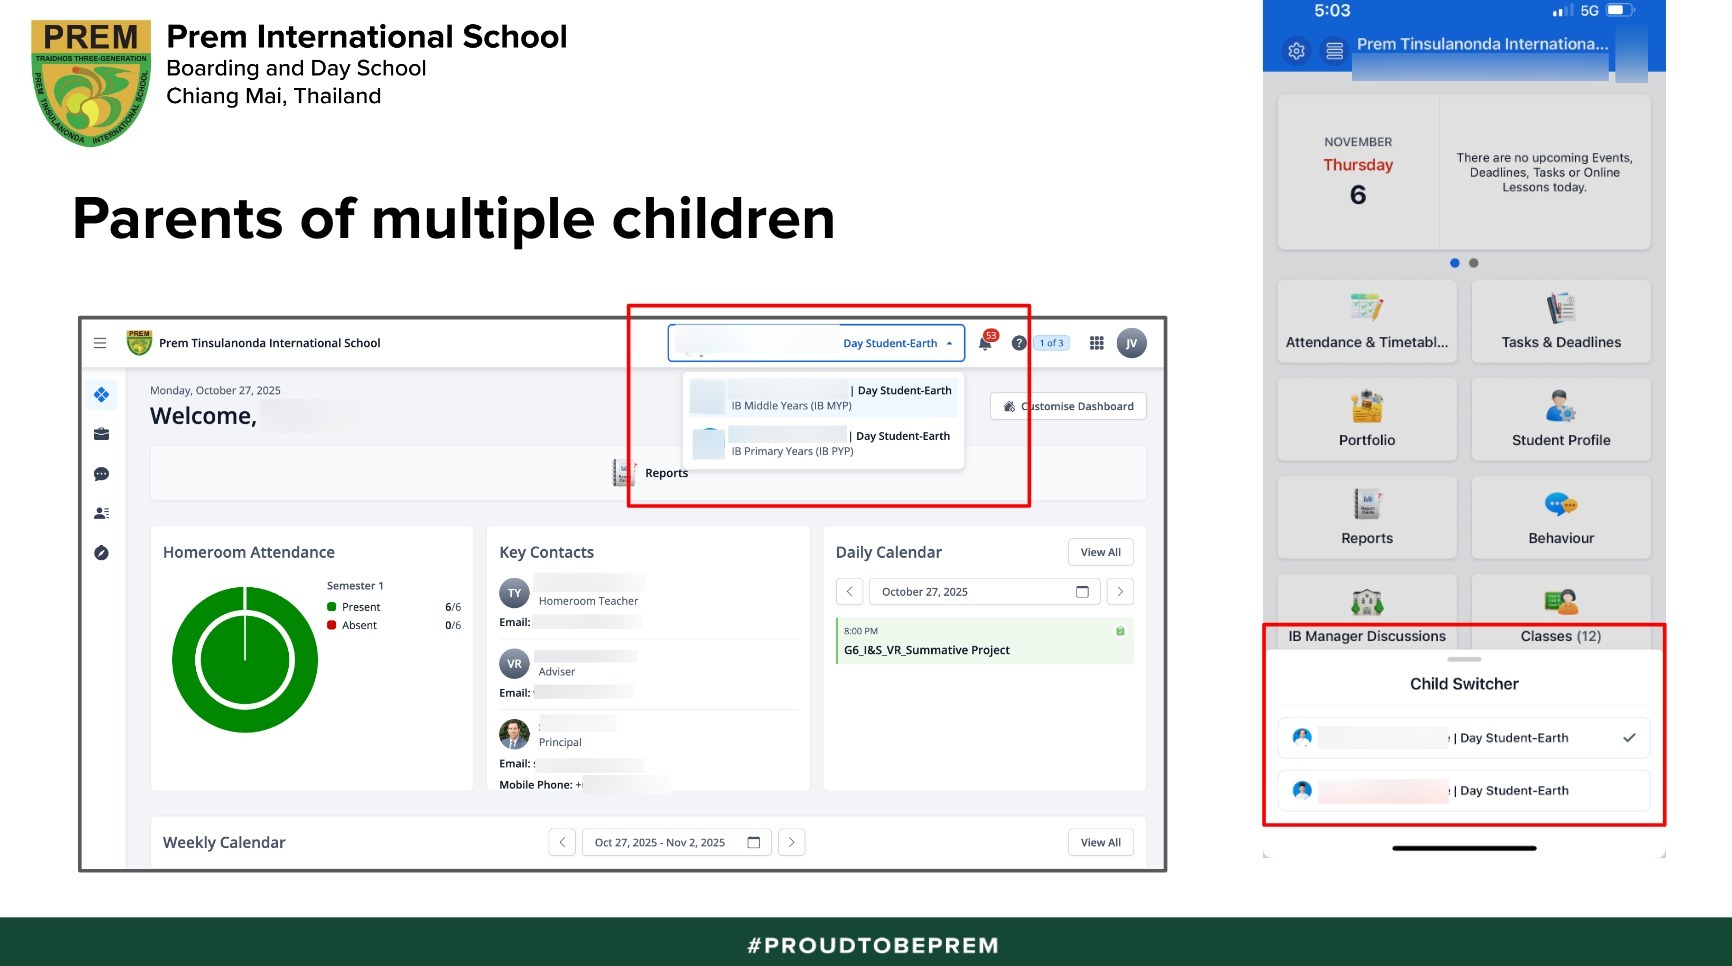 PREM
TRAIDHOS THREE-GENERATION
PREM TINSULANONDA INTERNATIONAL SCHOOL
Prem International School
Boarding and Day School
Chiang Mai, Thailand
Parents of multiple children
PREM
Prem Tinsulanonda International School
Day Student-Earth
53
?
1 of 3
JV
Monday, October 27, 2025
Welcome,
| Day Student-Earth
IB Middle Years (IB MYP)
| Day Student-Earth
IB Primary Years (IB PYP)
Customise Dashboard
Reports
Homeroom Attendance
Semester 1
Present 6/6
Absent 0/6
Key Contacts
TY
Homeroom Teacher
Email:
VR
Adviser
Email:
Principal
Email:
Mobile Phone: +
Daily Calendar
View All
October 27, 2025
8:00 PM
G6_I&S_VR_Summative Project
Weekly Calendar
Oct 27, 2025 - Nov 2, 2025
View All
5:03
5G
Prem Tinsulanonda Internationa...
NOVEMBER
Thursday
6
There are no upcoming Events,
Deadlines, Tasks or Online
Lessons today.
Attendance & Timetabl...
Tasks & Deadlines
Portfolio
Student Profile
Reports
Behaviour
IB Manager Discussions
Classes (12)
Child Switcher
| Day Student-Earth
| Day Student-Earth
#PROUDTOBEPREM